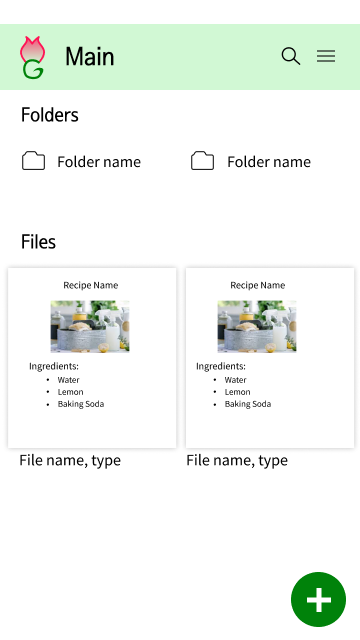 G Main
Folders
Folder name Folder name
Files
Recipe Name
Ingredients:
• Water
• Lemon
• Baking Soda
File name, type
Recipe Name
Ingredients:
• Water
• Lemon
• Baking Soda
File name, type